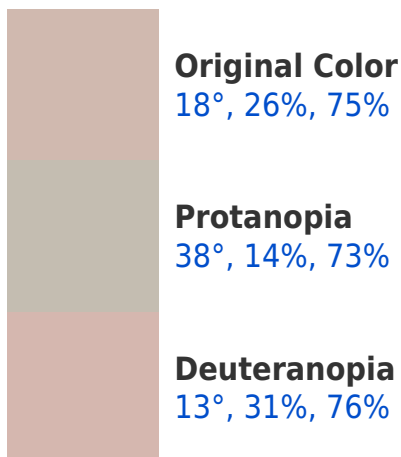 Original Color
18°, 26%, 75%
Protanopia
38°, 14%, 73%
Deuteranopia
13°, 31%, 76%